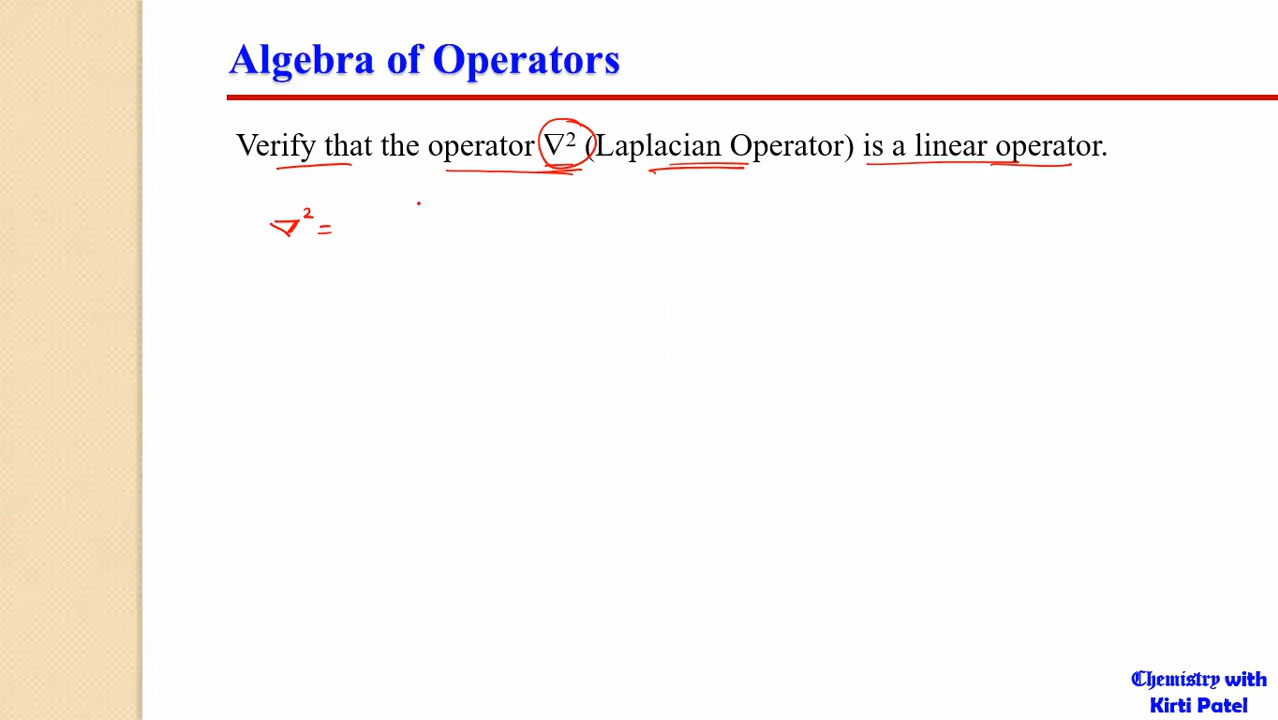 Algebra of Operators
Verify that the operator ∇² (Laplacian Operator) is a linear operator.
∇² =
Chemistry with
Kirti Patel